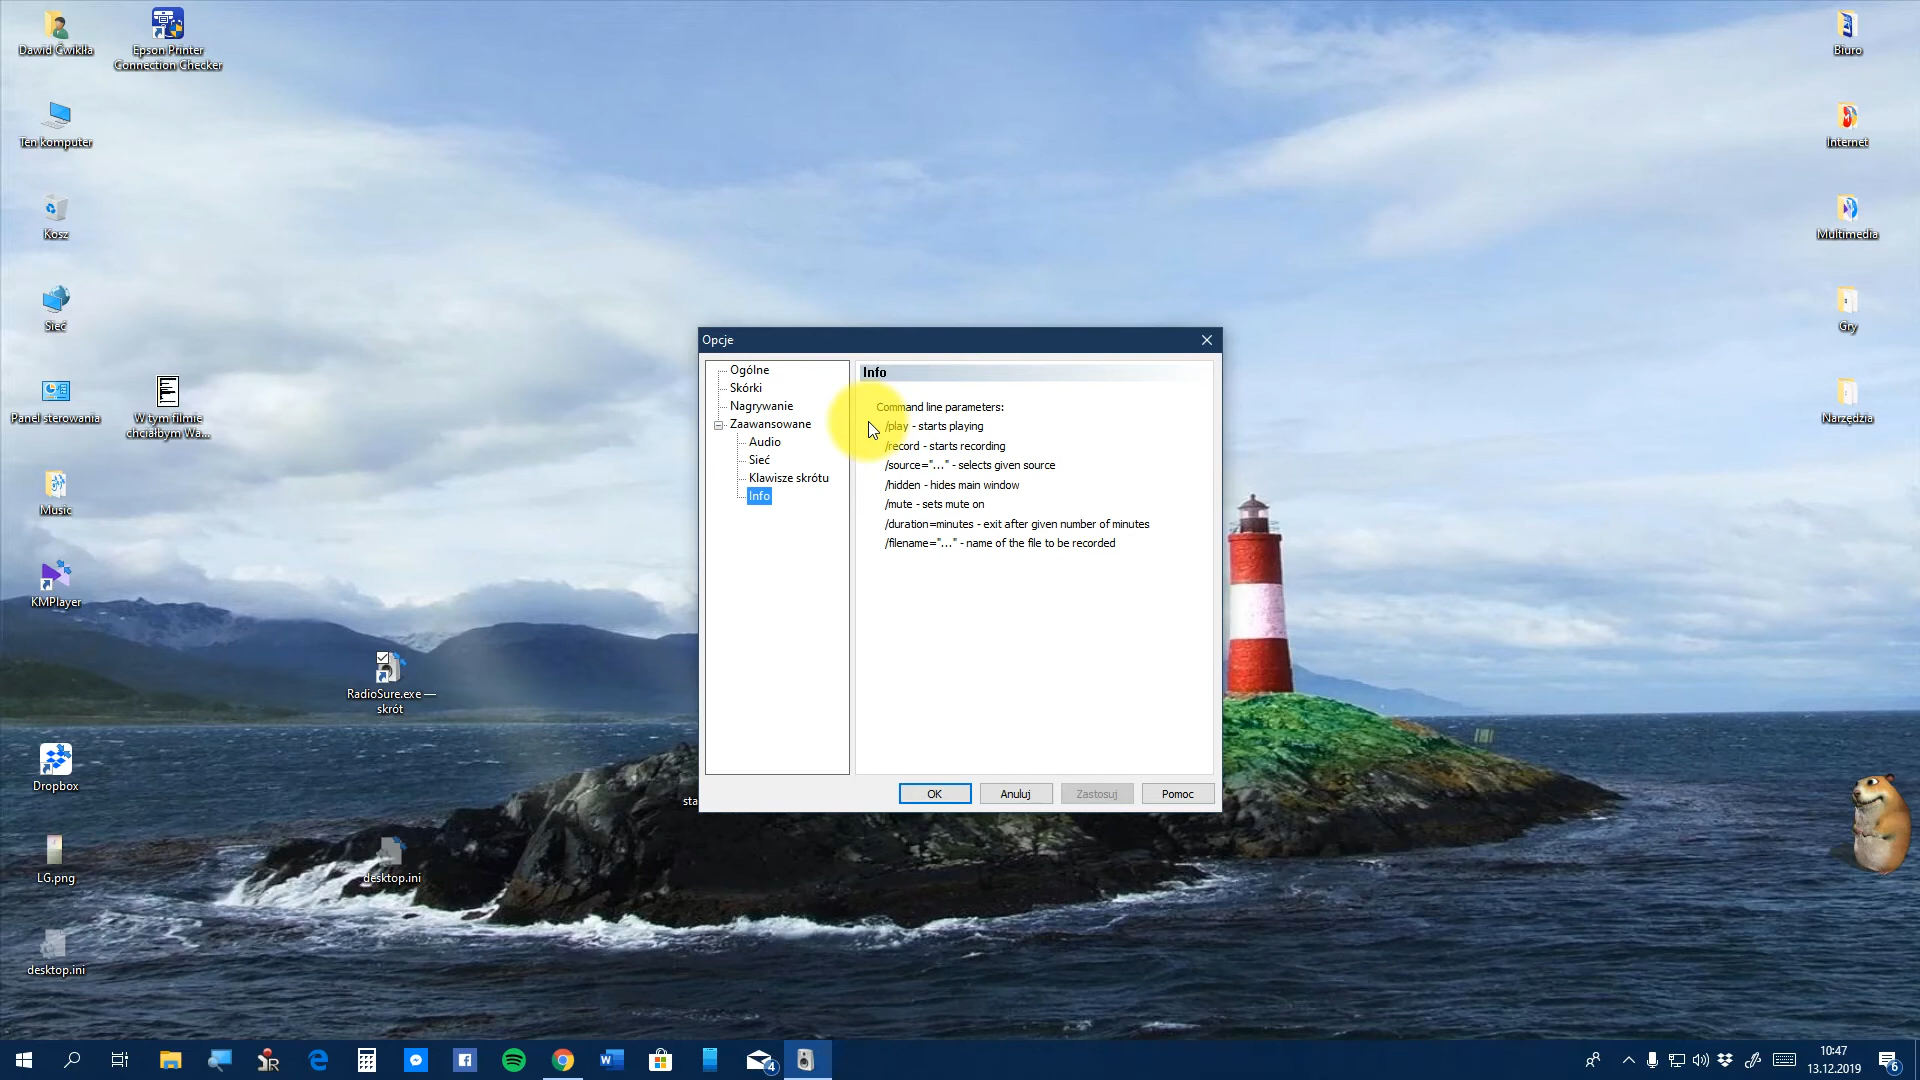 Dawid Ćwikła
Epson Printer
Connection Checker
Biuro
Ten komputer
Internet
Kosz
Multimedia
Sieć
Gry
Panel sterowania
W tym filmie
chciałbym Wa...
Narzędzia
Music
KMPlayer
RadioSure.exe —
skrót
Dropbox
sta
LG.png
desktop.ini
desktop.ini
Opcje
Ogólne
Skórki
Nagrywanie
Zaawansowane
Audio
Sieć
Klawisze skrótu
Info
Info
Command line parameters:
/play - starts playing
/record - starts recording
/source="..." - selects given source
/hidden - hides main window
/mute - sets mute on
/duration=minutes - exit after given number of minutes
/filename="..." - name of the file to be recorded
OK
Anuluj
Zastosuj
Pomoc
4
10:47
13.12.2019
6